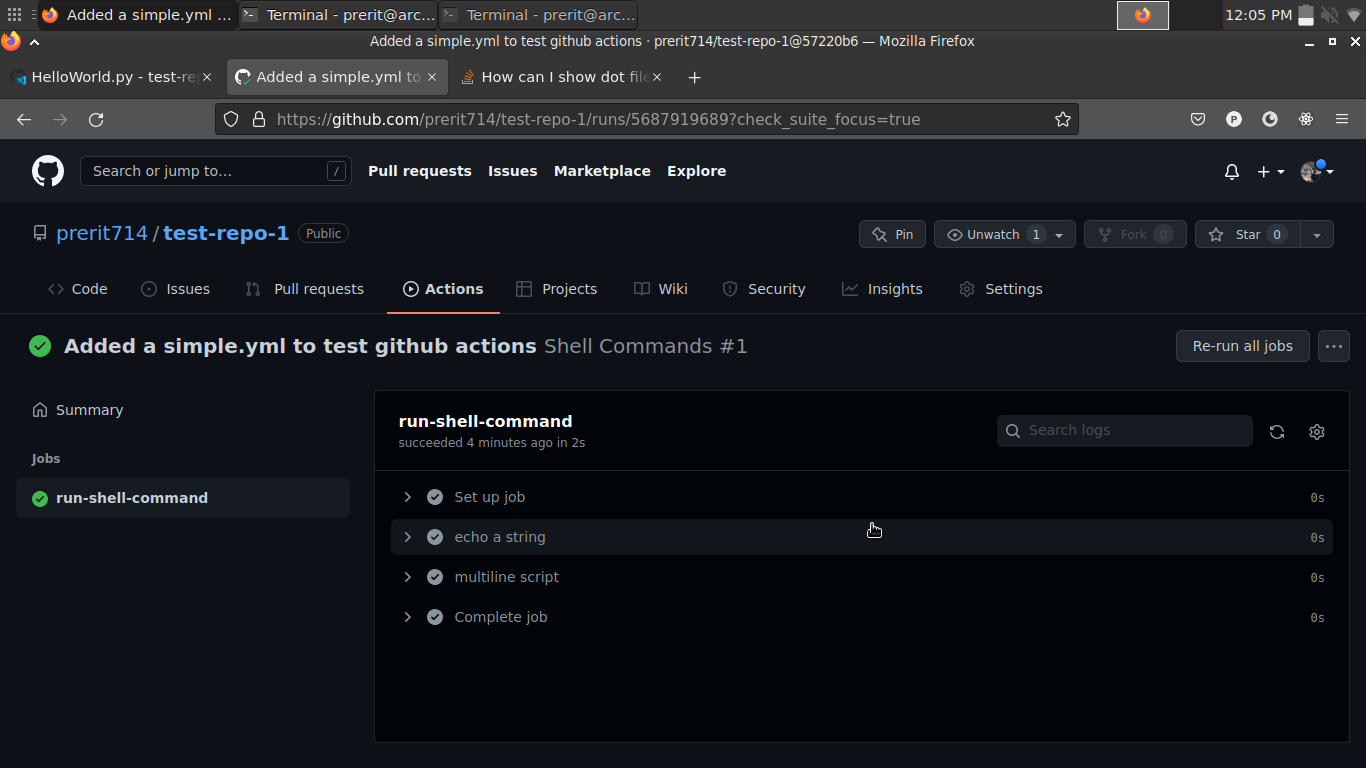 Added a simple.yml ... Terminal - prerit@arc... Terminal - prerit@arc... 12:05 PM
Added a simple.yml to test github actions · prerit714/test-repo-1@57220b6 — Mozilla Firefox
HelloWorld.py - test-re Added a simple.yml to How can I show dot file
https://github.com/prerit714/test-repo-1/runs/5687919689?check_suite_focus=true P
Search or jump to... / Pull requests Issues Marketplace Explore
prerit714 / test-repo-1 Public Pin Unwatch 1 Fork 0 Star 0
Code Issues Pull requests Actions Projects Wiki Security Insights Settings
Added a simple.yml to test github actions Shell Commands #1 Re-run all jobs
Summary
Jobs
run-shell-command
run-shell-command
succeeded 4 minutes ago in 2s
Search logs
Set up job 0s
echo a string 0s
multiline script 0s
Complete job 0s